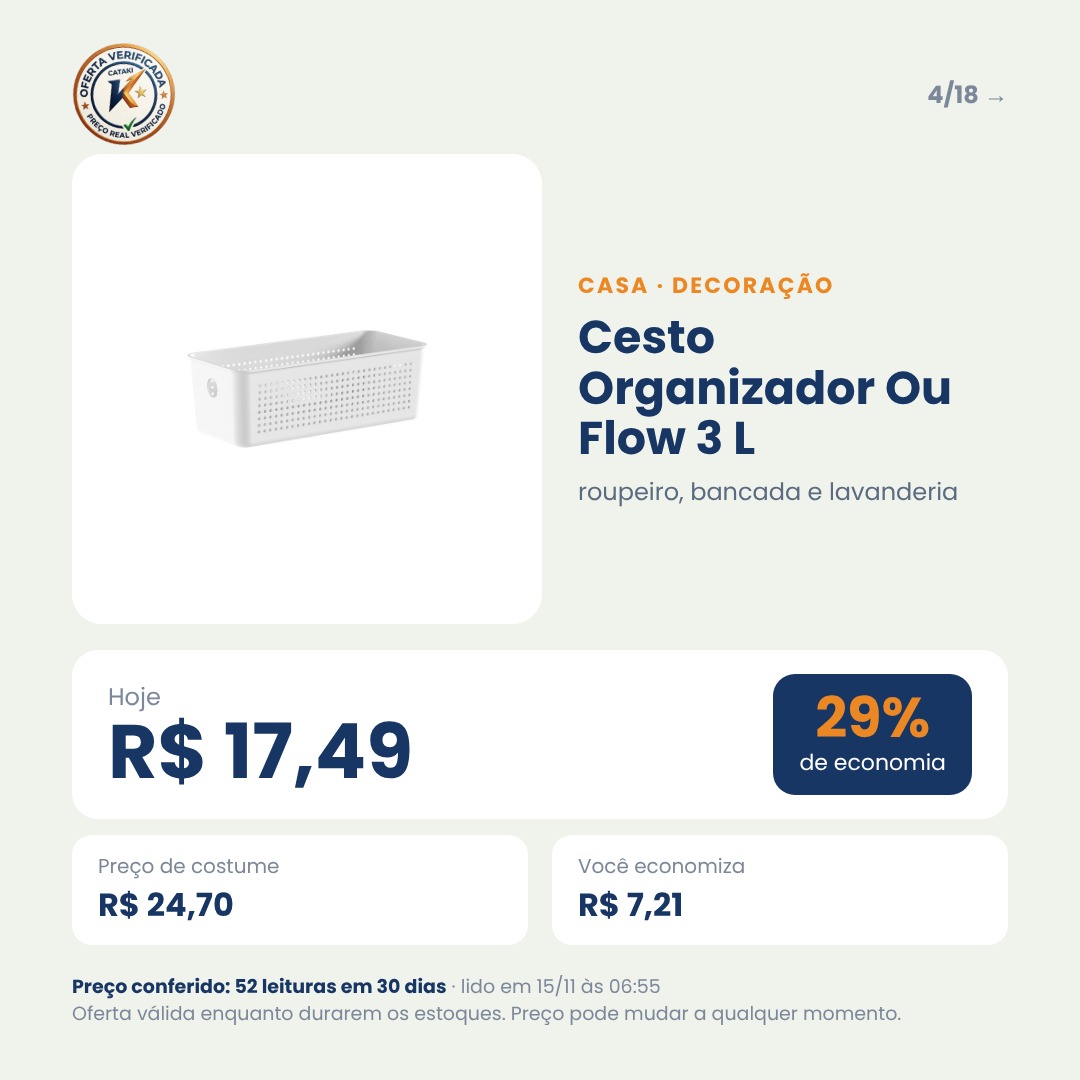 OFERTA VERIFICADA
CATAKI
K
PREÇO REAL VERIFICADO
4/18 →
CASA · DECORAÇÃO
Cesto
Organizador Ou
Flow 3 L
roupeiro, bancada e lavanderia
Hoje
R$ 17,49
29%
de economia
Preço de costume
R$ 24,70
Você economiza
R$ 7,21
Preço conferido: 52 leituras em 30 dias · lido em 15/11 às 06:55
Oferta válida enquanto durarem os estoques. Preço pode mudar a qualquer momento.